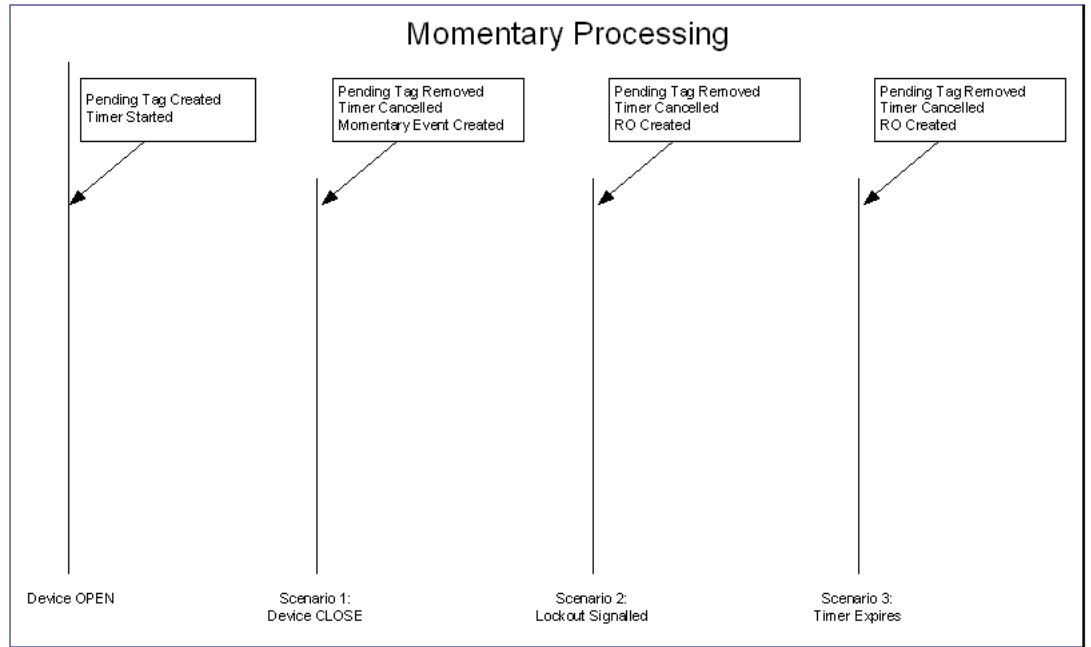 Momentary Processing
Pending Tag Created
Timer Started
Pending Tag Removed
Timer Cancelled
Momentary Event Created
Pending Tag Removed
Timer Cancelled
RO Created
Pending Tag Removed
Timer Cancelled
RO Created
Device OPEN
Scenario 1:
Device CLOSE
Scenario 2:
Lockout Signalled
Scenario 3:
Timer Expires